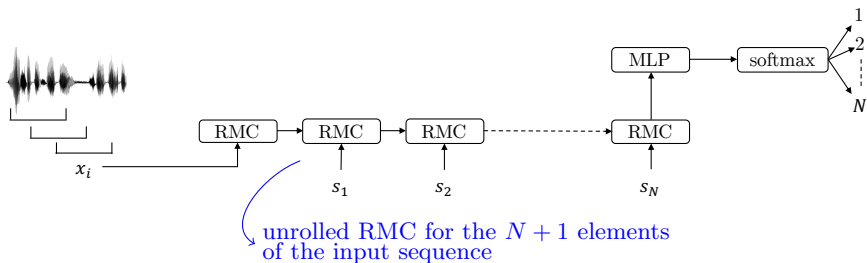 1
2
N
MLP
softmax
RMC
RMC
RMC
RMC
x_i
s_1
s_2
s_N
unrolled RMC for the N + 1 elements
of the input sequence